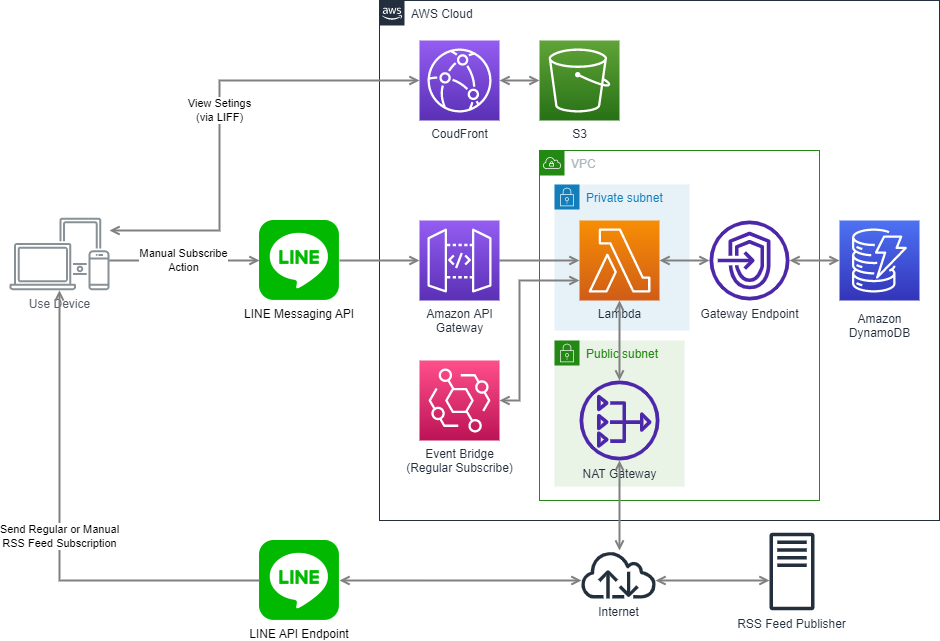 aws
AWS Cloud
View Setings
(via LIFF)
CoudFront
S3
VPC
Private subnet
Manual Subscribe
Action
LINE
Use Device
LINE Messaging API
Amazon API
Gateway
Lambda
Gateway Endpoint
Amazon
DynamoDB
Public subnet
Event Bridge
(Regular Subscribe)
NAT Gateway
Send Regular or Manual
RSS Feed Subscription
LINE
LINE API Endpoint
Internet
RSS Feed Publisher